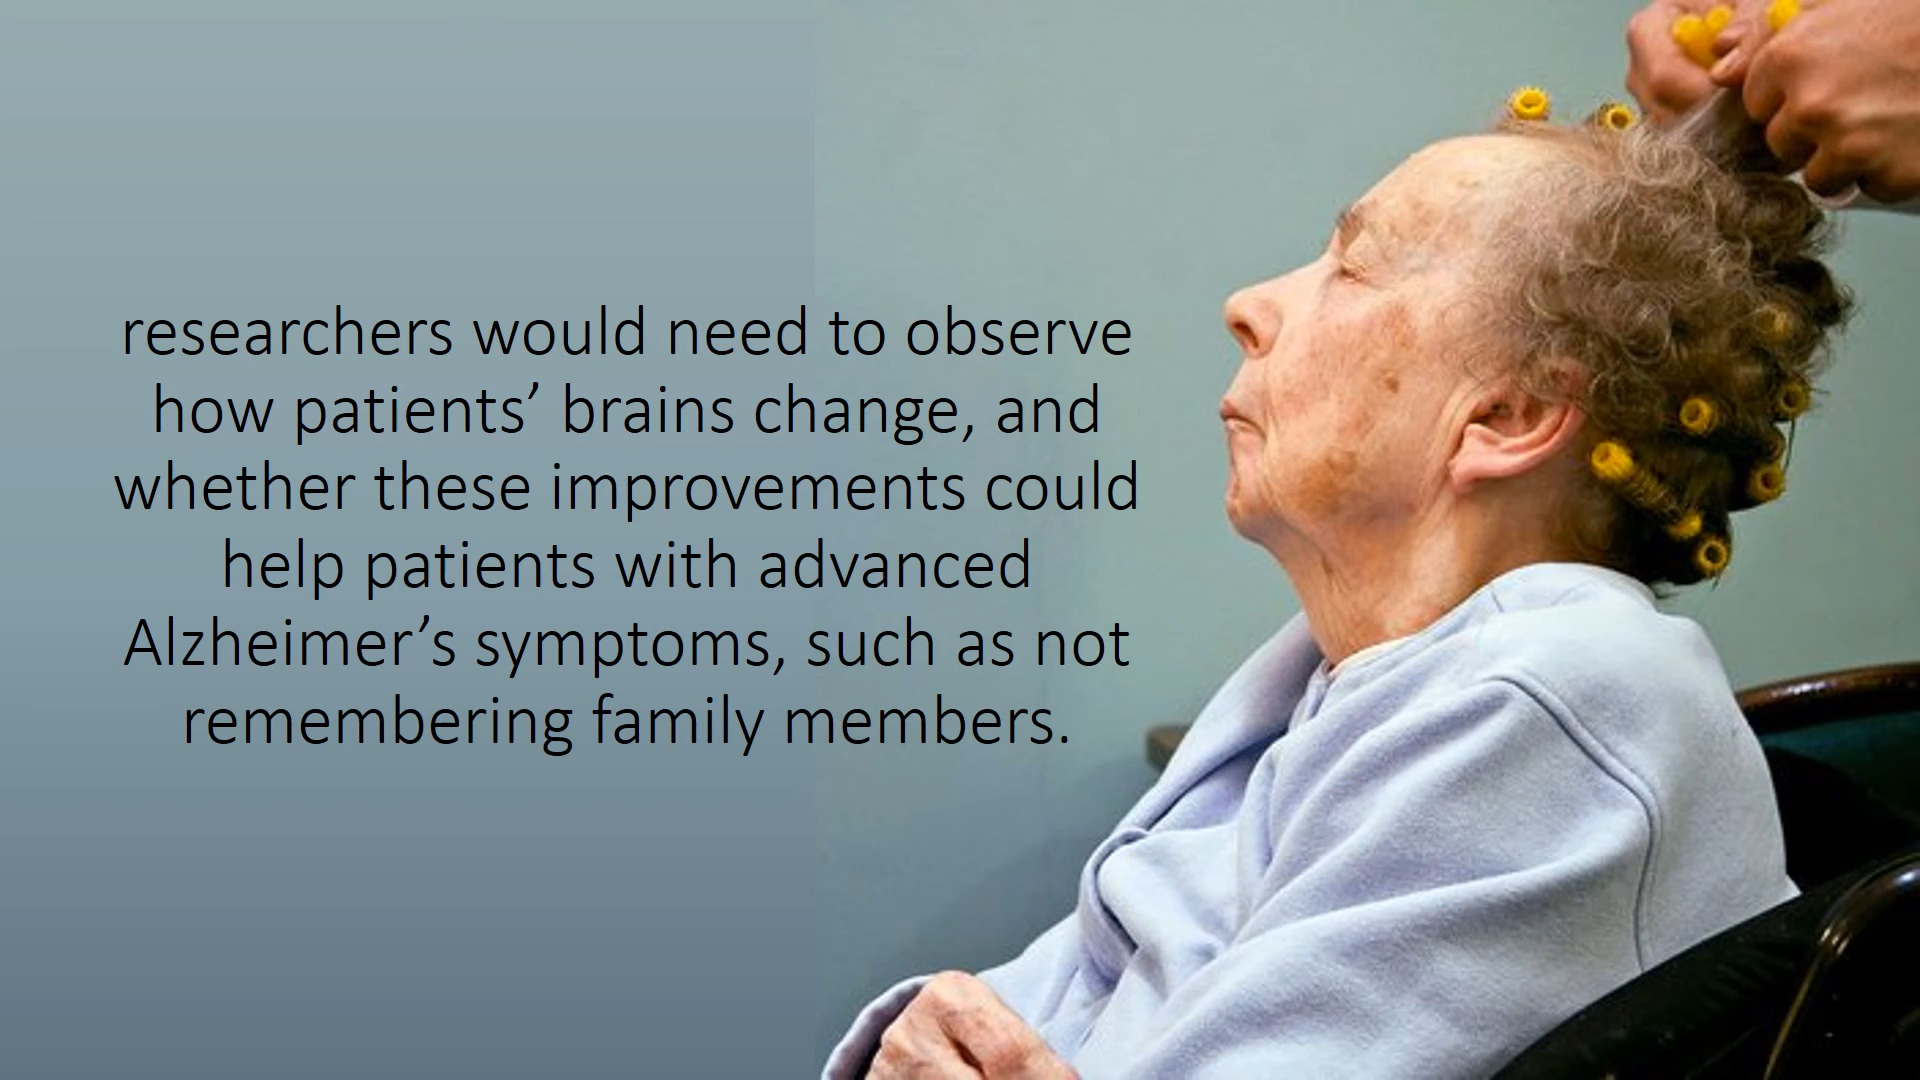 researchers would need to observe
how patients’ brains change, and
whether these improvements could
help patients with advanced
Alzheimer’s symptoms, such as not
remembering family members.